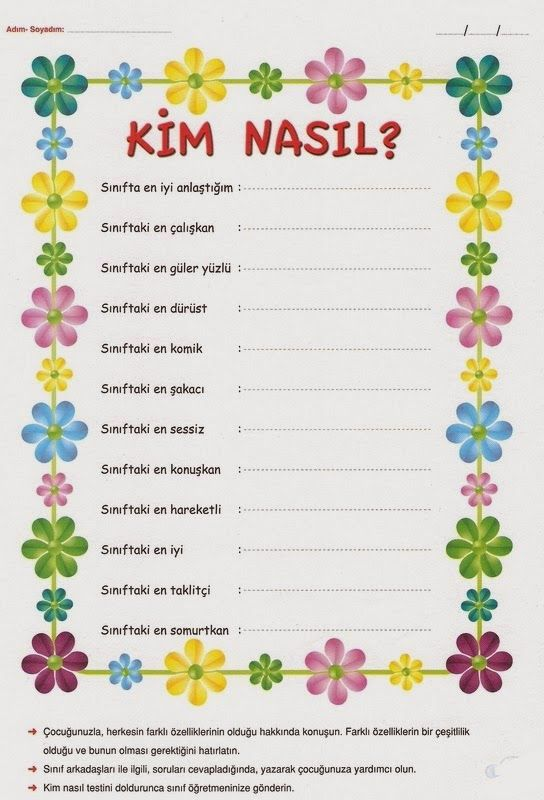 Adım- Soyadım: ............................ ......./......./.......
KİM NASIL?
Sınıfta en iyi anlaştığım :
Sınıftaki en çalışkan :
Sınıftaki en güler yüzlü :
Sınıftaki en dürüst :
Sınıftaki en komik :
Sınıftaki en şakacı :
Sınıftaki en sessiz :
Sınıftaki en konuşkan :
Sınıftaki en hareketli :
Sınıftaki en iyi :
Sınıftaki en taklitçi :
Sınıftaki en somurtkan :
➔ Çocuğunuzla, herkesin farklı özelliklerinin olduğu hakkında konuşun. Farklı özelliklerin bir çeşitlilik
olduğu ve bunun olması gerektiğini hatırlatın.
➔ Sınıf arkadaşları ile ilgili, soruları cevapladığında, yazarak çocuğunuza yardımcı olun.
➔ Kim nasıl testini doldurunca sınıf öğretmeninize gönderin.